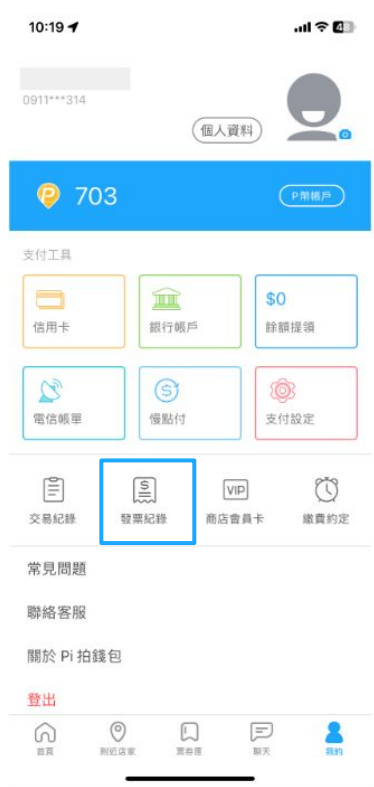 10:19
48
0911***314
個人資料
P
703
P幣帳戶
支付工具
信用卡
銀行帳戶
$0
餘額提領
電信帳單
慢點付
支付設定
交易紀錄
發票紀錄
VIP
商店會員卡
繳費約定
常見問題
聯絡客服
關於 Pi 拍錢包
登出
首頁
附近店家
票券匣
聊天
我的